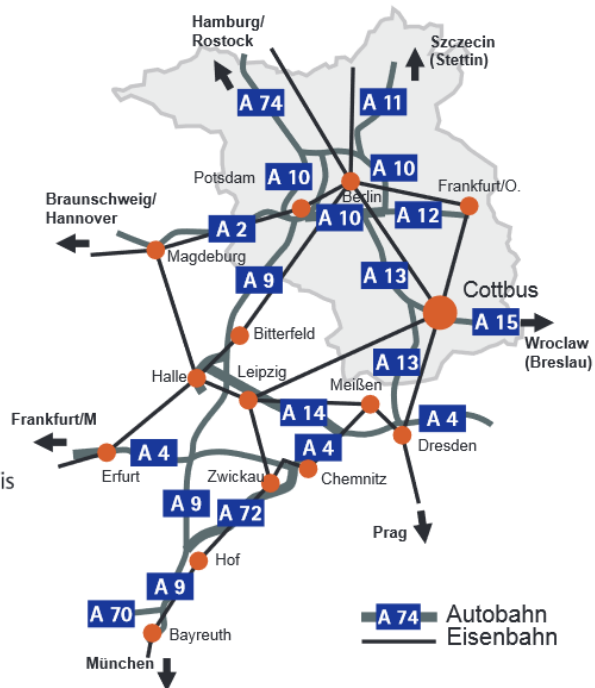 Hamburg/
Rostock
Szczecin
(Stettin)
A 74
A 11
A 10
A 10
Potsdam
Berlin
Frankfurt/O.
Braunschweig/
Hannover
A 2
A 10
A 12
Magdeburg
A 9
A 13
Cottbus
A 15
Wroclaw
(Breslau)
Bitterfeld
A 13
Halle
Leipzig
Meißen
A 14
Frankfurt/M
A 4
A 4
A 4
Dresden
Erfurt
is
Zwickau
Chemnitz
A 9
A 72
Prag
Hof
A 9
A 70
Bayreuth
A 74 Autobahn
Eisenbahn
München